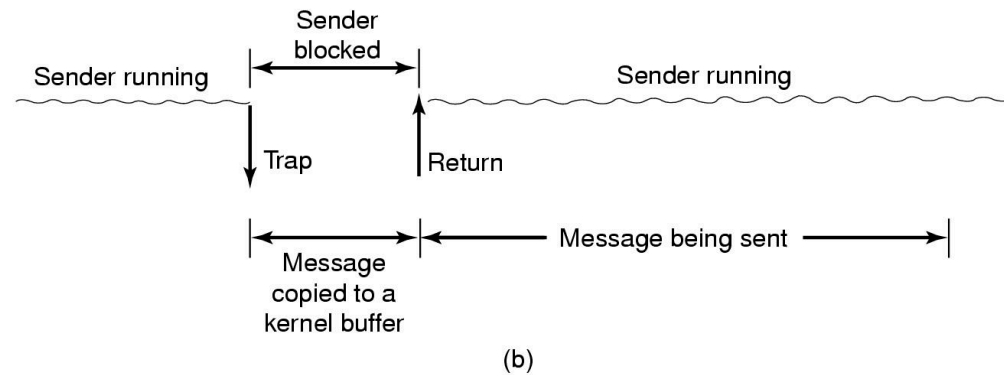 Sender
blocked
Sender running
Sender running
Trap
Return
Message being sent
Message
copied to a
kernel buffer
(b)